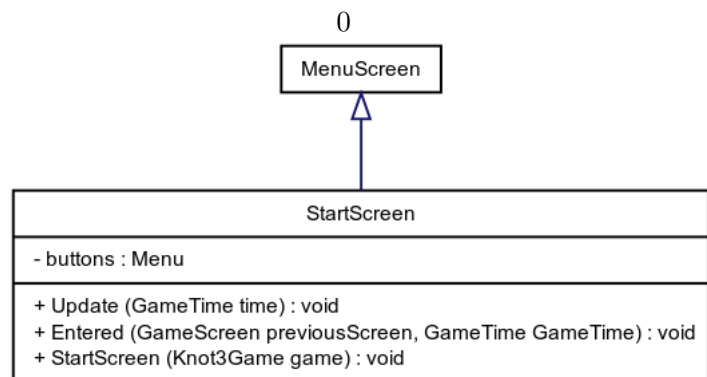 0
MenuScreen
StartScreen
- buttons : Menu
+ Update (GameTime time) : void
+ Entered (GameScreen previousScreen, GameTime GameTime) : void
+ StartScreen (Knot3Game game) : void